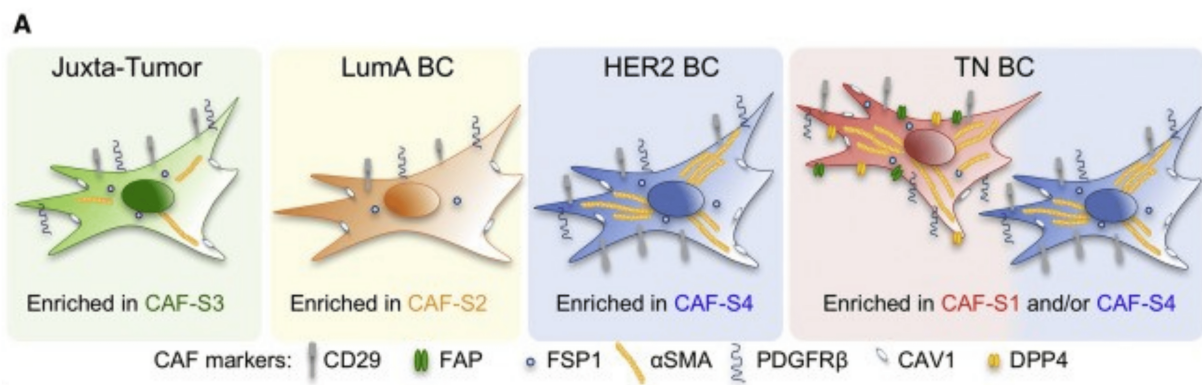 A
Juxta-Tumor
LumA BC
HER2 BC
TN BC
Enriched in CAF-S3
Enriched in CAF-S2
Enriched in CAF-S4
Enriched in CAF-S1 and/or CAF-S4
CAF markers: CD29 FAP FSP1 αSMA PDGFRβ CAV1 DPP4